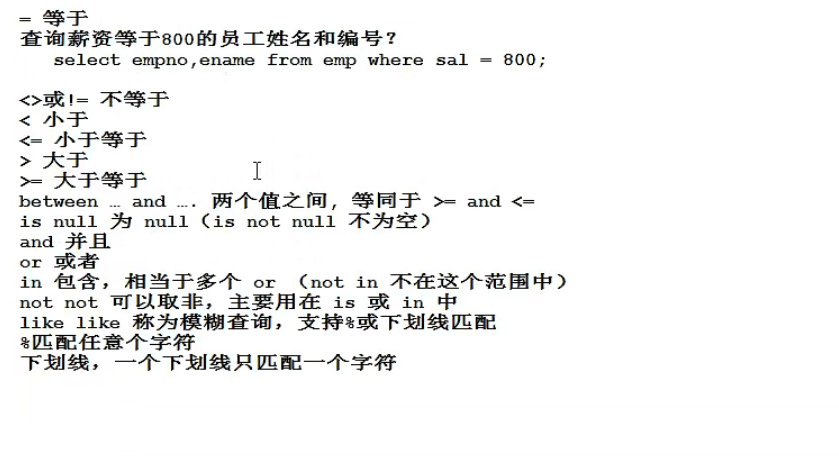 = 等于
查询薪资等于800的员工姓名和编号？
select empno,ename from emp where sal = 800;
<>或!= 不等于
< 小于
<= 小于等于
> 大于
>= 大于等于
between … and …. 两个值之间, 等同于 >= and <=
is null 为 null（is not null 不为空）
and 并且
or 或者
in 包含，相当于多个 or （not in 不在这个范围中）
not not 可以取非，主要用在 is 或 in 中
like like 称为模糊查询，支持%或下划线匹配
%匹配任意个字符
下划线，一个下划线只匹配一个字符